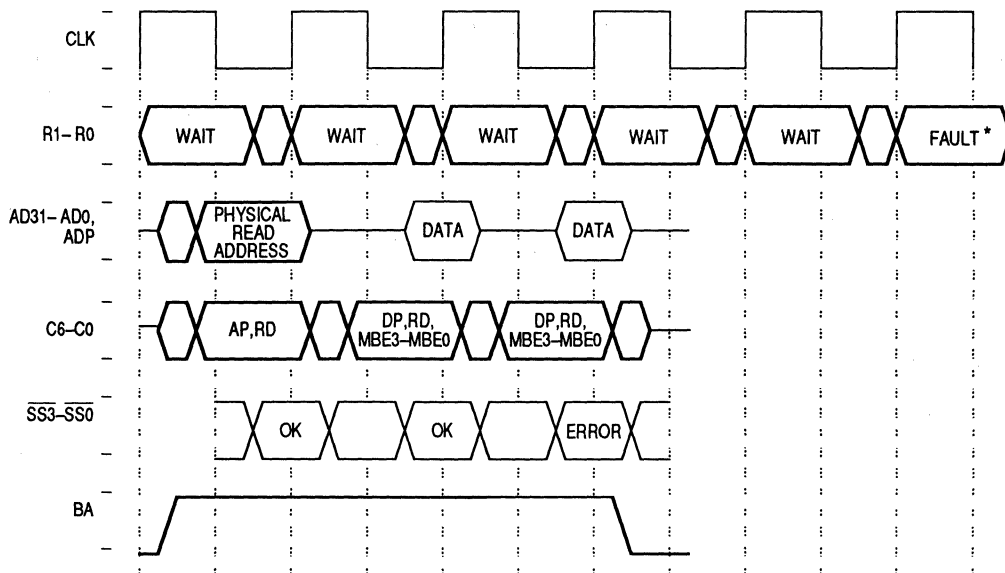 CLK
R1–R0
WAIT WAIT WAIT WAIT WAIT FAULT*
AD31–AD0,
ADP
PHYSICAL
READ
ADDRESS
DATA DATA
C6–C0
AP,RD
DP,RD,
MBE3–MBE0
DP,RD,
MBE3–MBE0
SS3–SS0
OK OK ERROR
BA